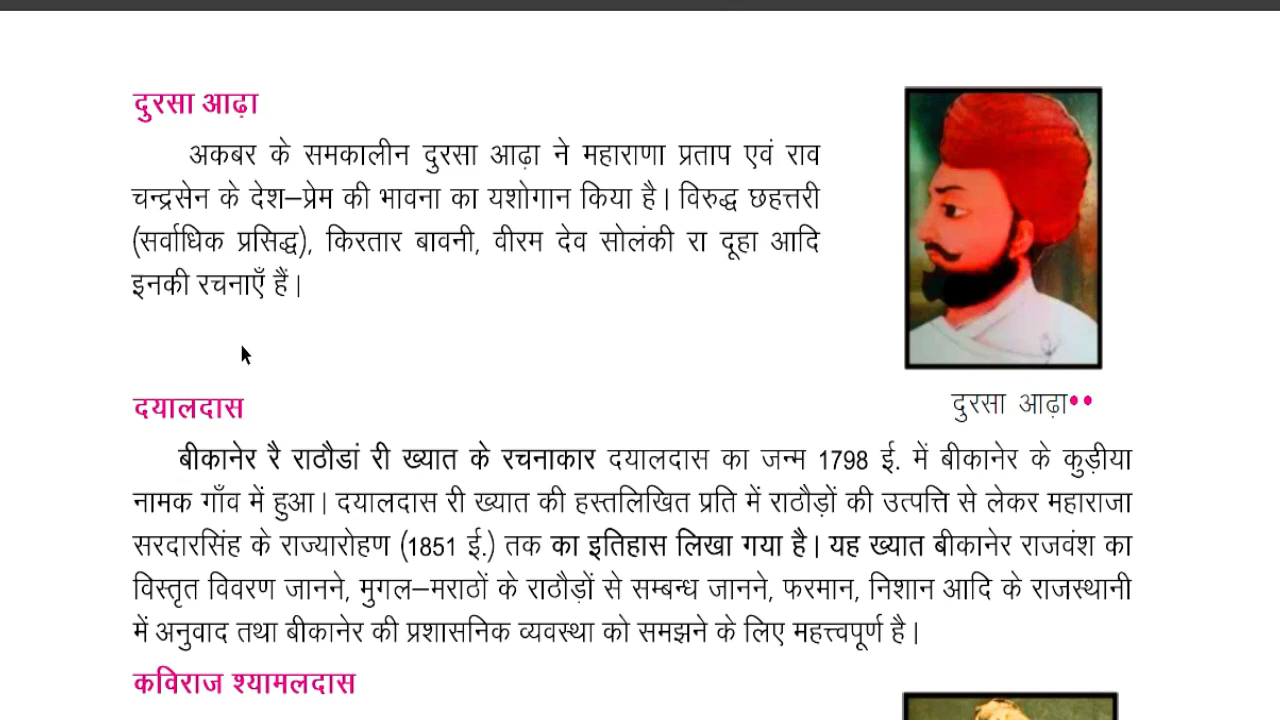 दुरसा आढ़ा
अकबर के समकालीन दुरसा आढ़ा ने महाराणा प्रताप एवं राव
चन्द्रसेन के देश–प्रेम की भावना का यशोगान किया है। विरुद्ध छहत्तरी
(सर्वाधिक प्रसिद्ध), किरतार बावनी, वीरम देव सोलंकी रा दूहा आदि
इनकी रचनाएँ हैं।
दुरसा आढ़ा••
दयालदास
बीकानेर रै राठौडां री ख्यात के रचनाकार दयालदास का जन्म 1798 ई. में बीकानेर के कुड़ीया
नामक गाँव में हुआ। दयालदास री ख्यात की हस्तलिखित प्रति में राठौड़ों की उत्पत्ति से लेकर महाराजा
सरदारसिंह के राज्यारोहण (1851 ई.) तक का इतिहास लिखा गया है। यह ख्यात बीकानेर राजवंश का
विस्तृत विवरण जानने, मुगल–मराठों के राठौड़ों से सम्बन्ध जानने, फरमान, निशान आदि के राजस्थानी
में अनुवाद तथा बीकानेर की प्रशासनिक व्यवस्था को समझने के लिए महत्त्वपूर्ण है।
कविराज श्यामलदास